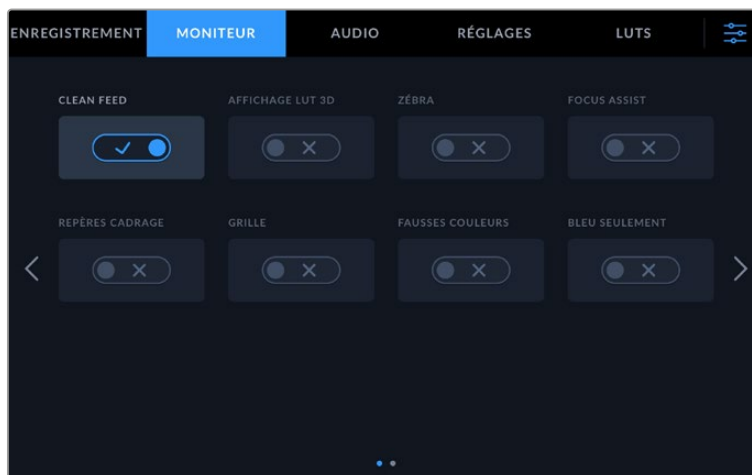 ENREGISTREMENT MONITEUR AUDIO RÉGLAGES LUTS
CLEAN FEED AFFICHAGE LUT 3D ZÉBRA FOCUS ASSIST
REPÈRES CADRAGE GRILLE FAUSSES COULEURS BLEU SEULEMENT